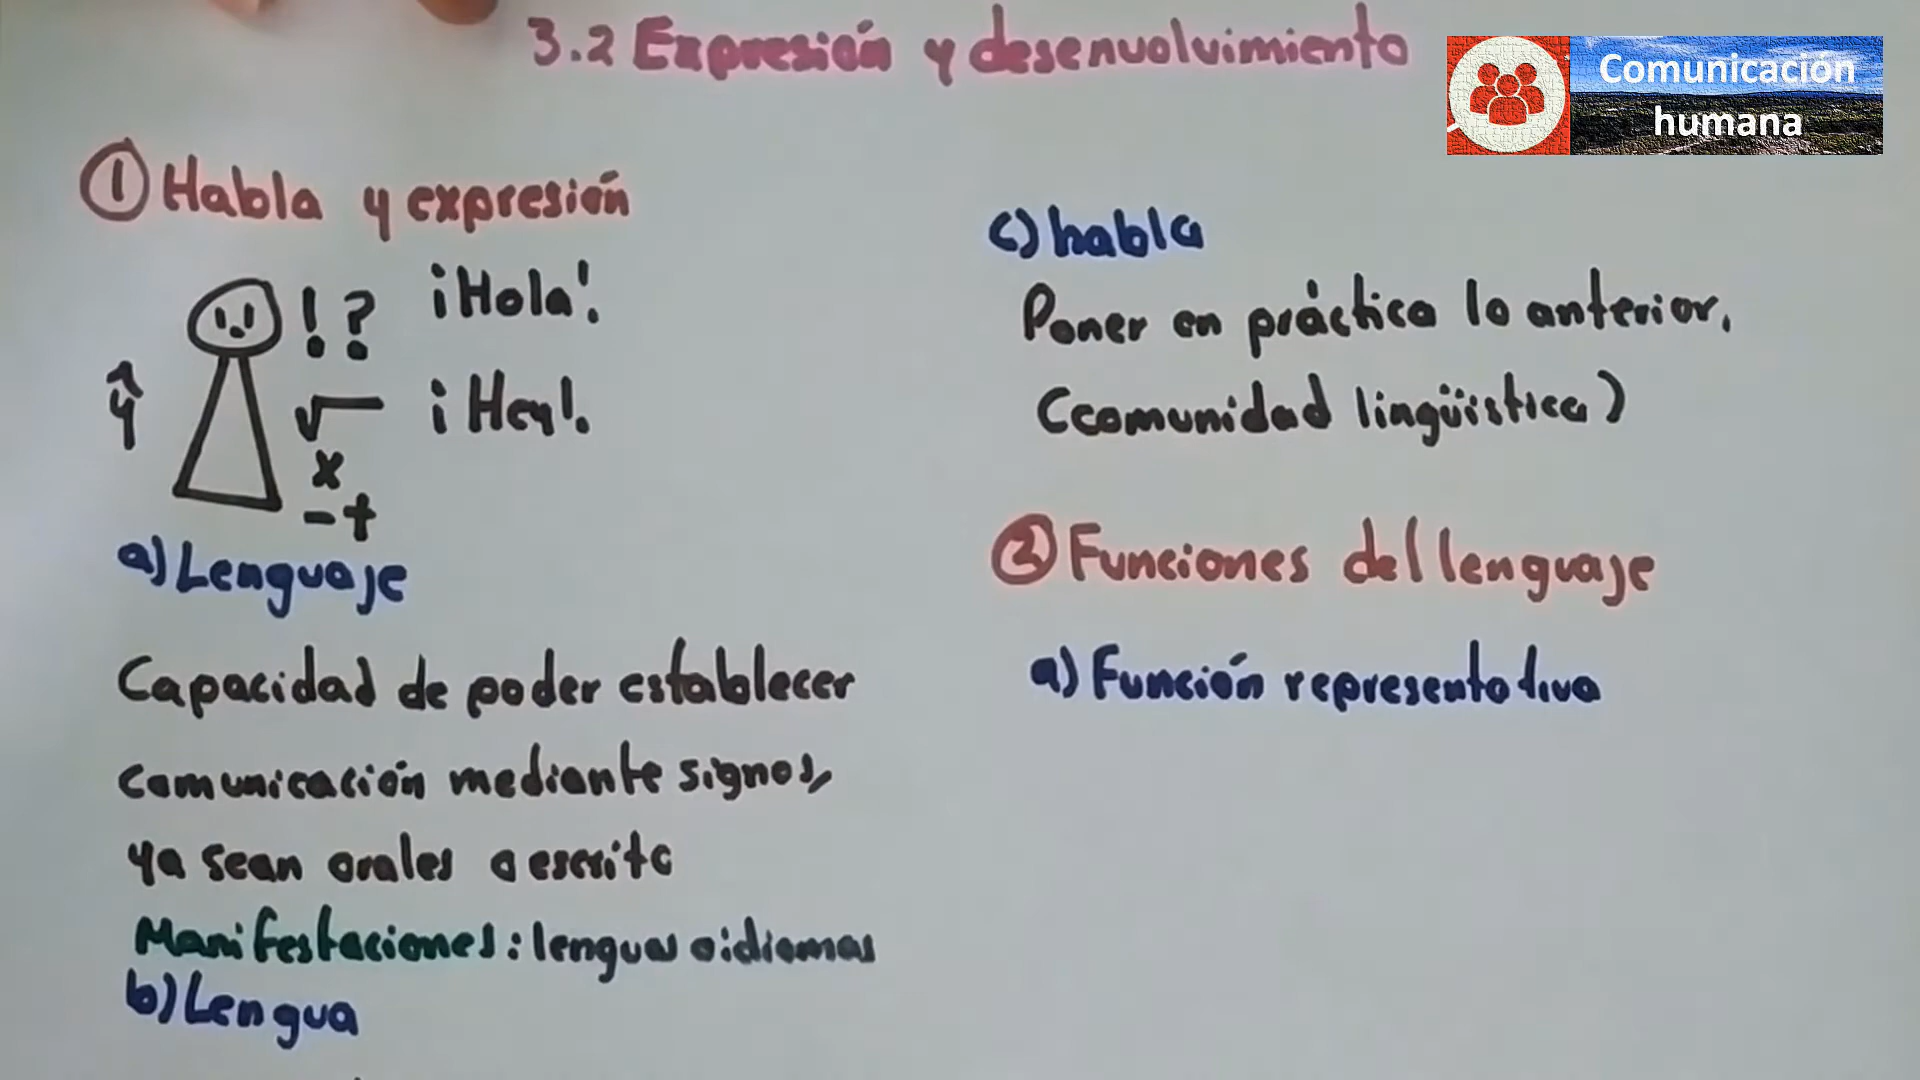 3.2 Expresión y desenvolvimiento
Comunicación
humana
① Habla y expresión
! ? ¡Hola!
ŷ √ ¡Hey!
x
- +
a) Lenguaje
Capacidad de poder establecer
comunicación mediante signos,
ya sean orales o escrito
Manifestaciones: lenguas o idiomas
b) Lengua
c) habla
Poner en práctica lo anterior.
(comunidad lingüística)
② Funciones del lenguaje
a) Función representativa